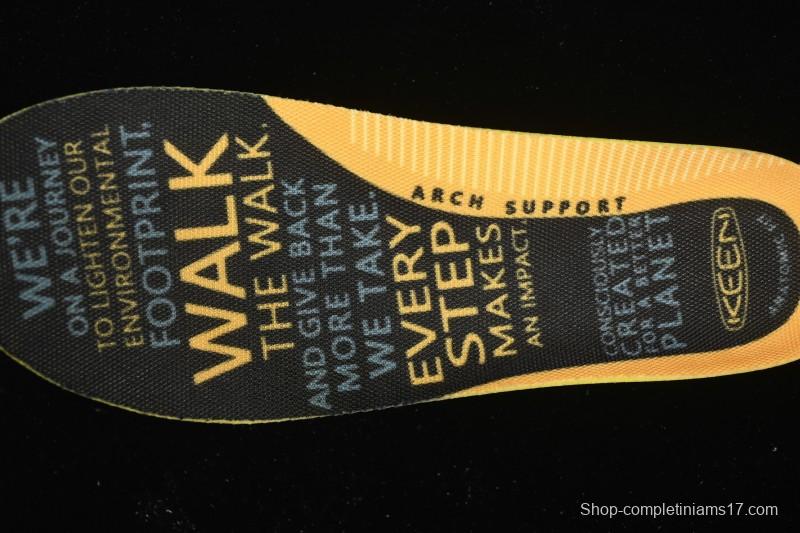 WE'RE
ON A JOURNEY
TO LIGHTEN OUR
ENVIRONMENTAL
FOOTPRINT.
WALK
THE WALK.
AND GIVE BACK
MORE THAN
WE TAKE.
EVERY
STEP
MAKES
AN IMPACT
ARCH SUPPORT
CONSCIOUSLY
CREATED
FOR A BETTER
PLANET
KEEN
Shop-completiniams17.com